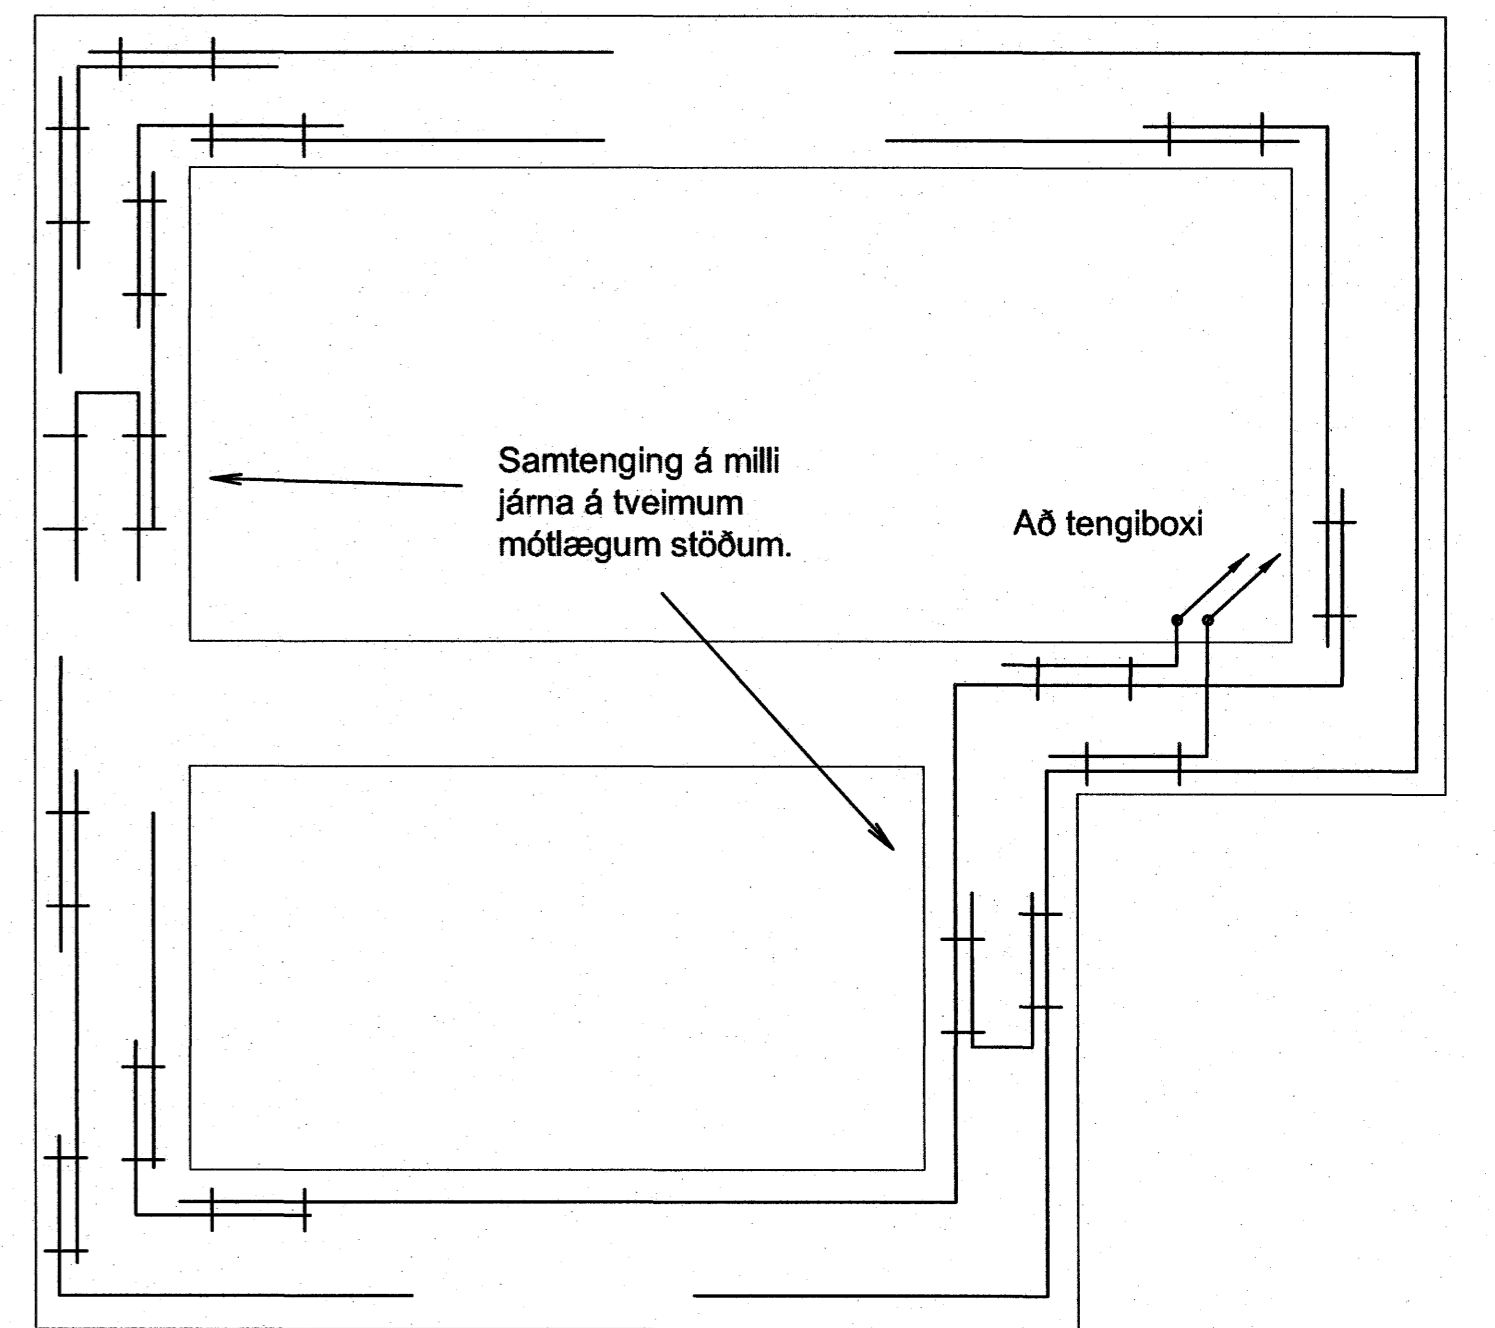 Samtenging á milli
járna á tveimum
mótlægum stöðum.
Að tengiboxi